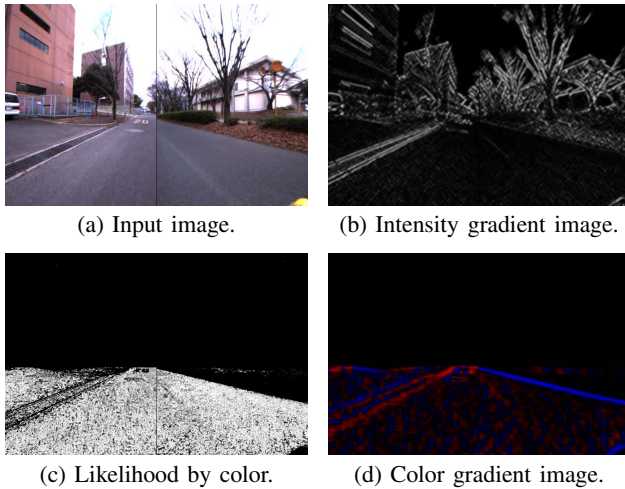 (a) Input image.
(b) Intensity gradient image.
(c) Likelihood by color.
(d) Color gradient image.